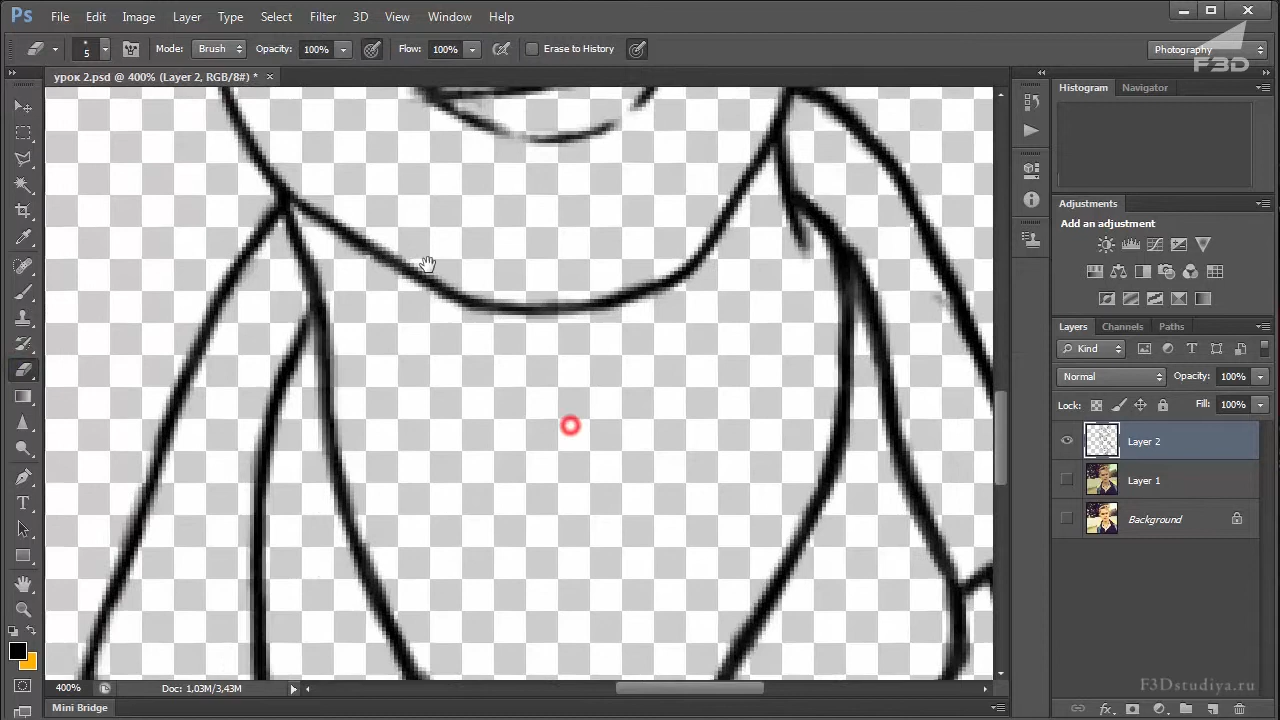 Ps File Edit Image Layer Type Select Filter 3D View Window Help
5 Mode: Brush Opacity: 100% Flow: 100% Erase to History Photography
F3D
урок 2.psd @ 400% (Layer 2, RGB/8#) * ×
Histogram Navigator
Adjustments
Add an adjustment
Layers Channels Paths
Kind
Normal Opacity: 100%
Lock: Fill: 100%
Layer 2
Layer 1
Background
400% Doc: 1,03M/3,43M
F3Dstudiya.ru
Mini Bridge